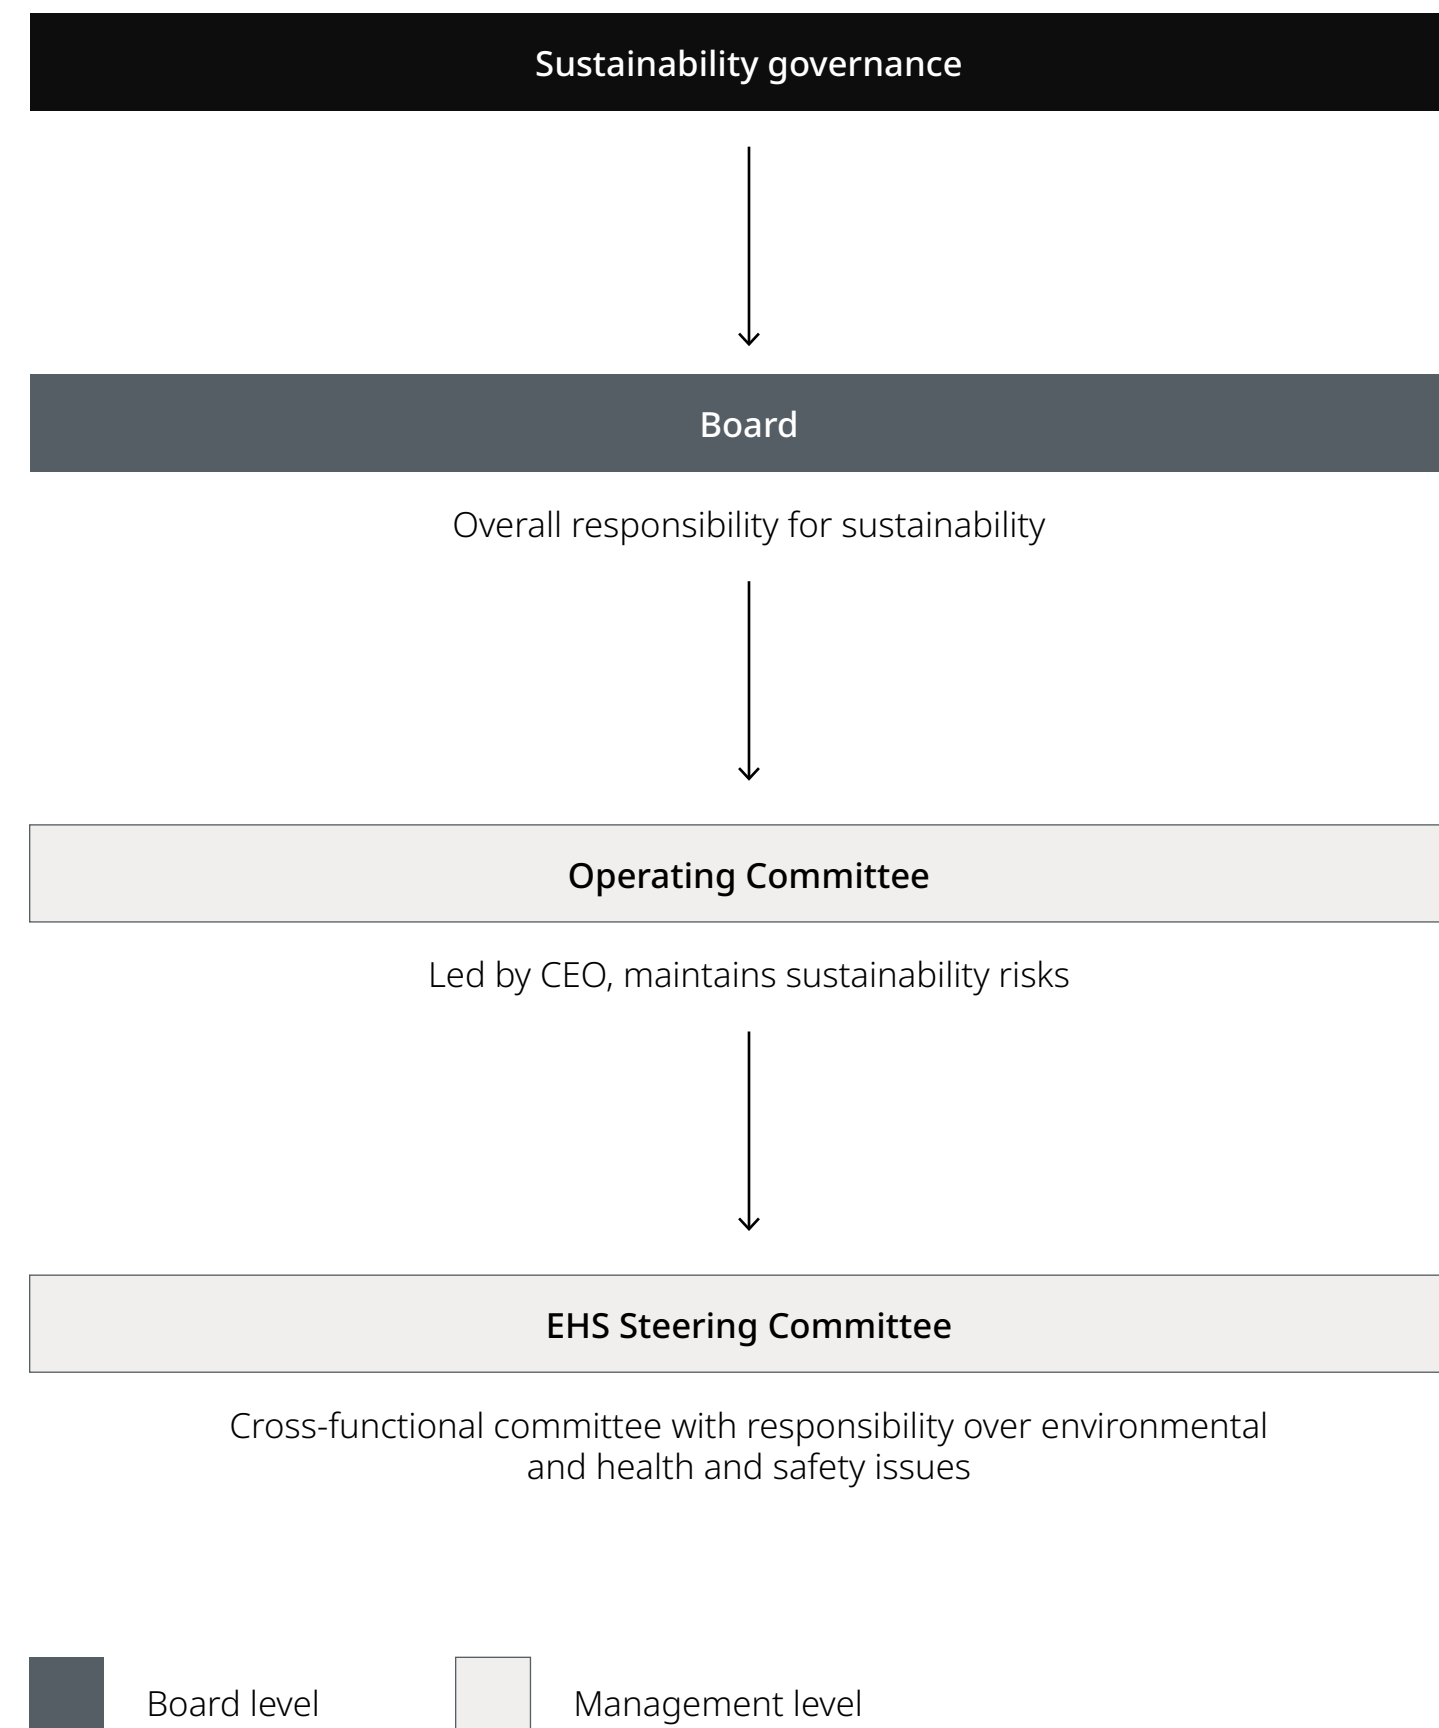 Sustainability governance
Board
Overall responsibility for sustainability
Operating Committee
Led by CEO, maintains sustainability risks
EHS Steering Committee
Cross-functional committee with responsibility over environmental
and health and safety issues
Board level
Management level